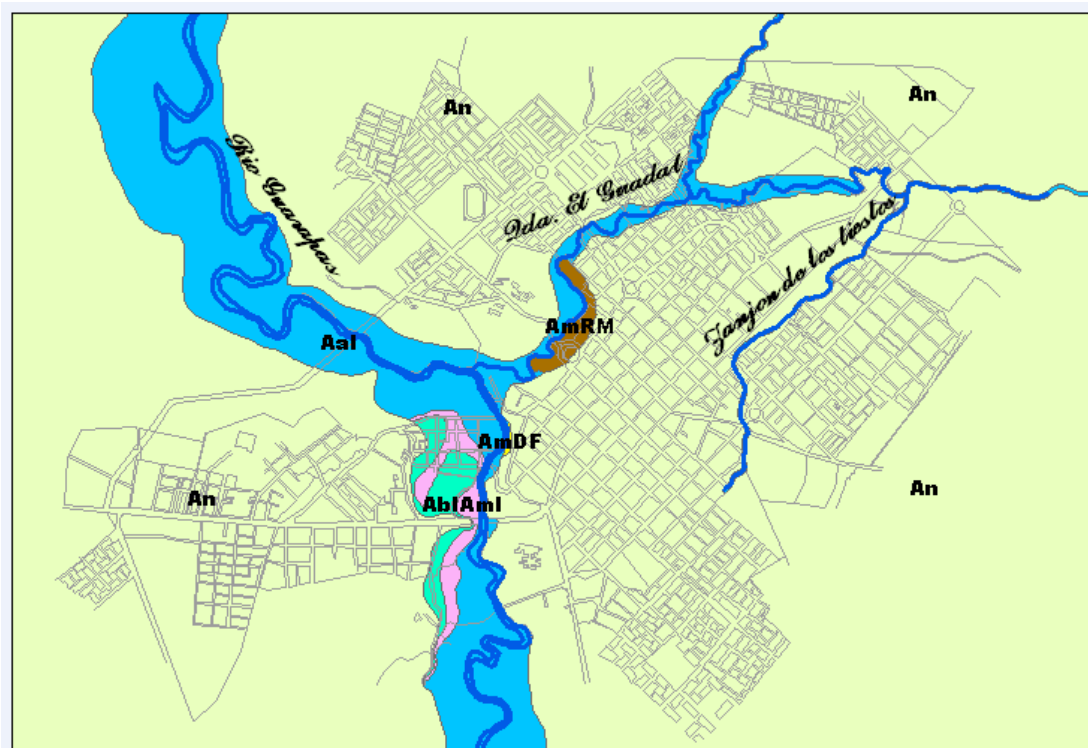 An
An
Rio Guarapas
Qda. El Guadal
Zanjon de los tiestos
AmRM
Aal
AmDF
An
AblAml
An